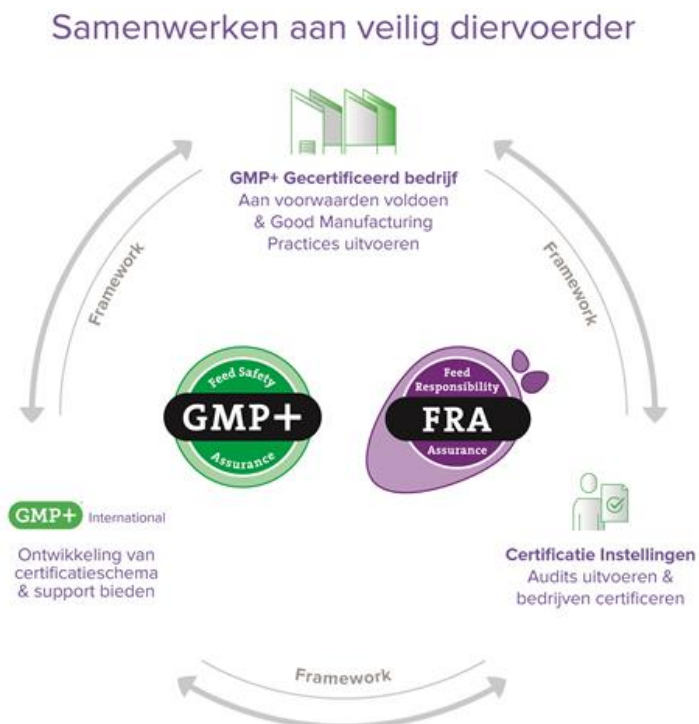 Samenwerken aan veilig diervoerder
GMP+ Gecertificeerd bedrijf
Aan voorwaarden voldoen
& Good Manufacturing
Practices uitvoeren
Framework
Framework
Feed Safety
GMP+
Assurance
Feed
Responsibility
FRA
Assurance
GMP+ International
Ontwikkeling van
certificatieschema
& support bieden
Certificatie Instellingen
Audits uitvoeren &
bedrijven certificeren
Framework